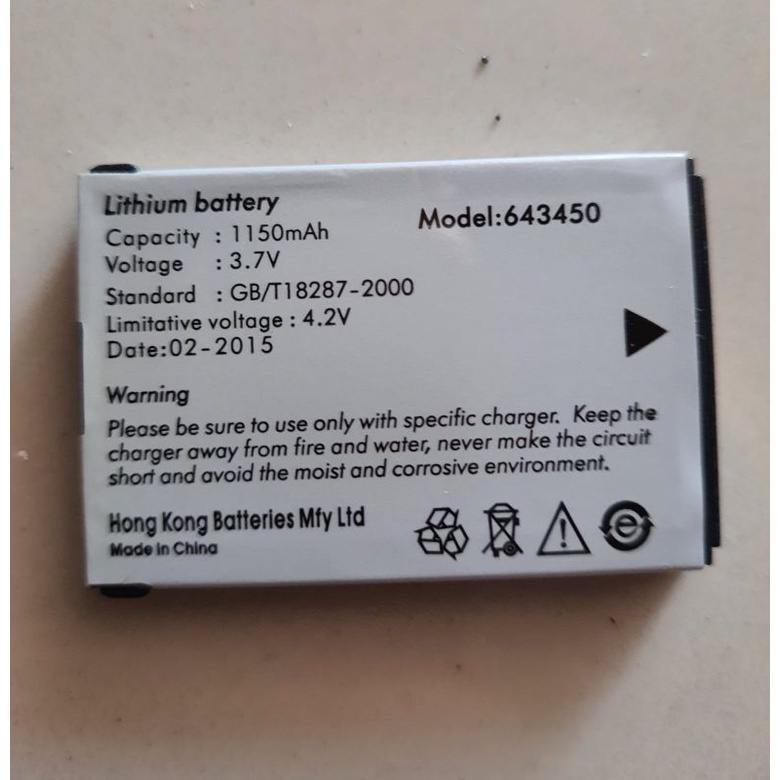 Lithium battery
Model:643450
Capacity : 1150mAh
Voltage : 3.7V
Standard : GB/T18287-2000
Limitative voltage : 4.2V
Date:02-2015
Warning
Please be sure to use only with specific charger. Keep the
charger away from fire and water, never make the circuit
short and avoid the moist and corrosive environment.
Hong Kong Batteries Mfy Ltd
Made in China